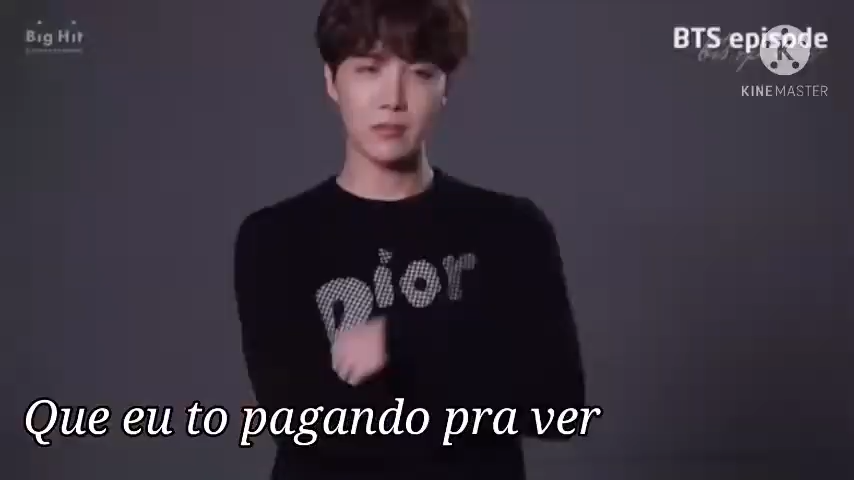 Big Hit
BTS episode
KINEMASTER
Dior
Que eu to pagando pra ver